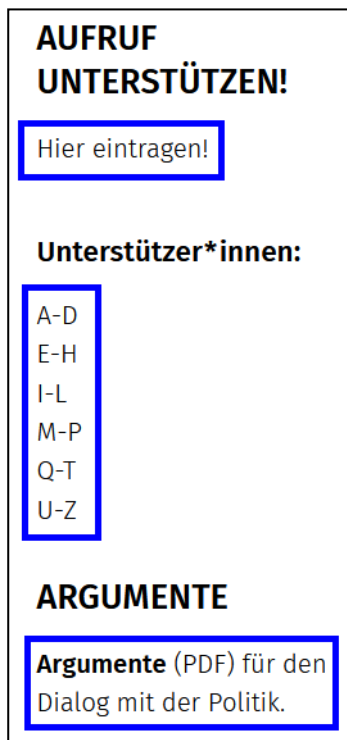 AUFRUF
UNTERSTÜTZEN!
Hier eintragen!
Unterstützer*innen:
A-D
E-H
I-L
M-P
Q-T
U-Z
ARGUMENTE
Argumente (PDF) für den
Dialog mit der Politik.